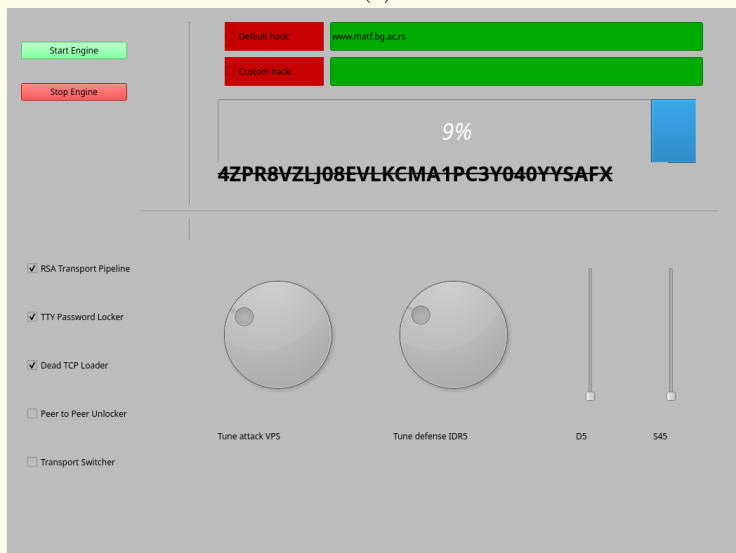 Start Engine
Stop Engine
Default hack:
www.matf.bg.ac.rs
Custom hack:
9%
4ZPR8VZLJ08EVLKCMA1PC3Y040YYSAFX
RSA Transport Pipeline
TTY Password Locker
Dead TCP Loader
Peer to Peer Unlocker
Transport Switcher
Tune attack VPS
Tune defense IDR5
D5
S45